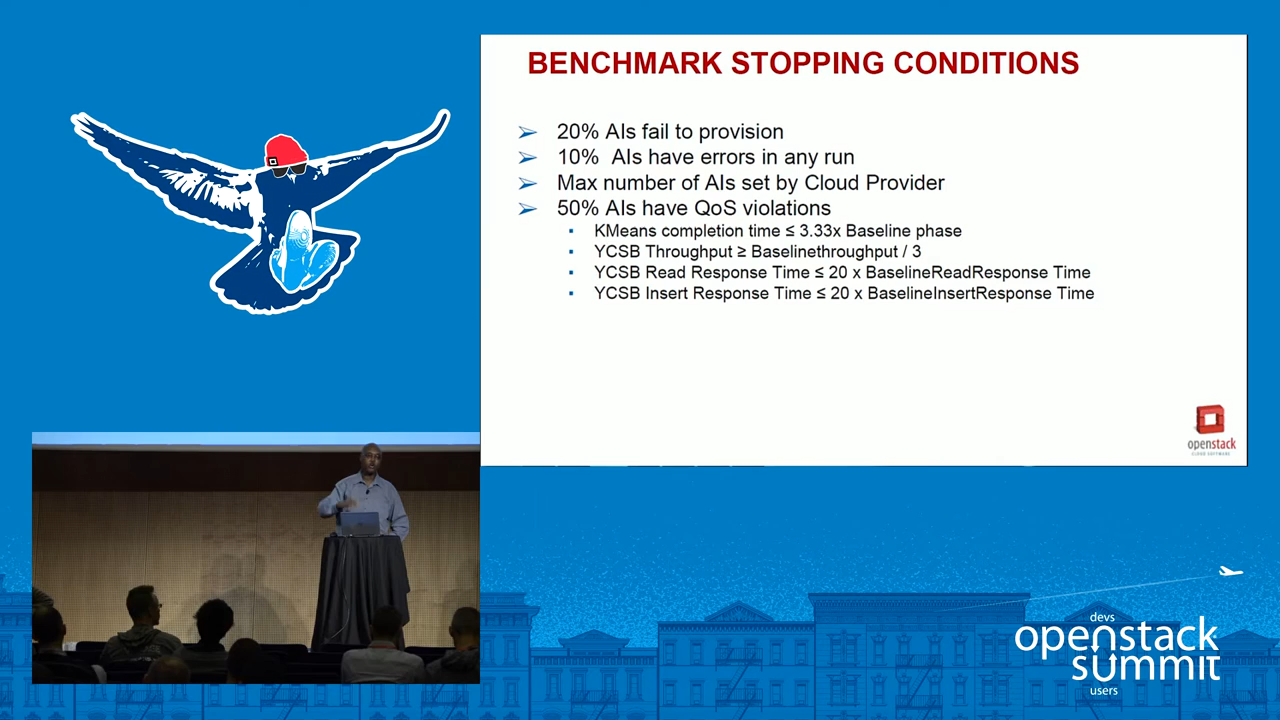 BENCHMARK STOPPING CONDITIONS
20% AIs fail to provision
10% AIs have errors in any run
Max number of AIs set by Cloud Provider
50% AIs have QoS violations
KMeans completion time ≤ 3.33x Baseline phase
YCSB Throughput ≥ Baselinethroughput / 3
YCSB Read Response Time ≤ 20 x BaselineReadResponse Time
YCSB Insert Response Time ≤ 20 x BaselineInsertResponse Time
openstack
CLOUD SOFTWARE
devs
openstack
summit
users